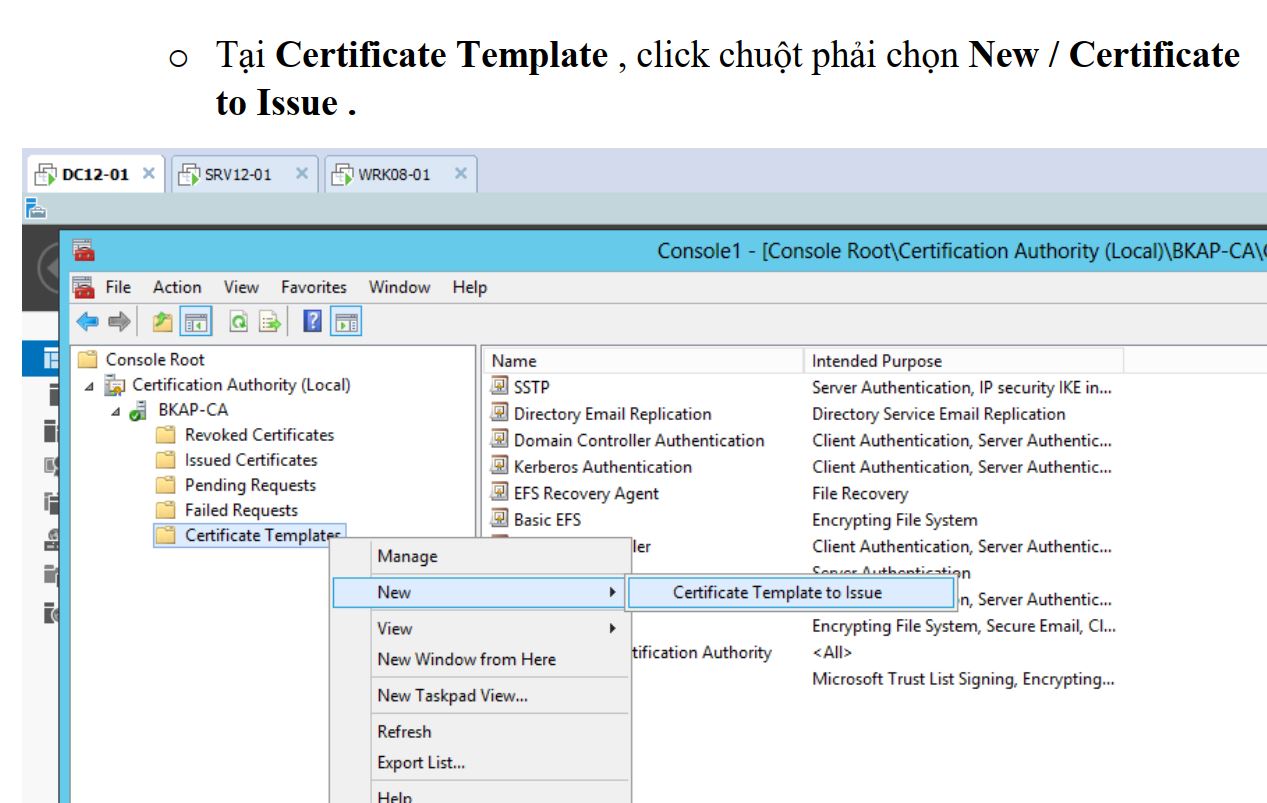 o Tại Certificate Template , click chuột phải chọn New / Certificate
to Issue .
DC12-01 × SRV12-01 × WRK08-01 ×
Console1 - [Console Root\Certification Authority (Local)\BKAP-CA\
File Action View Favorites Window Help
Console Root
Certification Authority (Local)
BKAP-CA
Revoked Certificates
Issued Certificates
Pending Requests
Failed Requests
Certificate Templates
Name Intended Purpose
SSTP Server Authentication, IP security IKE in...
Directory Email Replication Directory Service Email Replication
Domain Controller Authentication Client Authentication, Server Authentic...
Kerberos Authentication Client Authentication, Server Authentic...
EFS Recovery Agent File Recovery
Basic EFS Encrypting File System
ler Client Authentication, Server Authentic...
Server Authentication
n, Server Authentic...
Encrypting File System, Secure Email, Cl...
tification Authority <All>
Microsoft Trust List Signing, Encrypting...
Manage
New
Certificate Template to Issue
View
New Window from Here
New Taskpad View...
Refresh
Export List...
Help